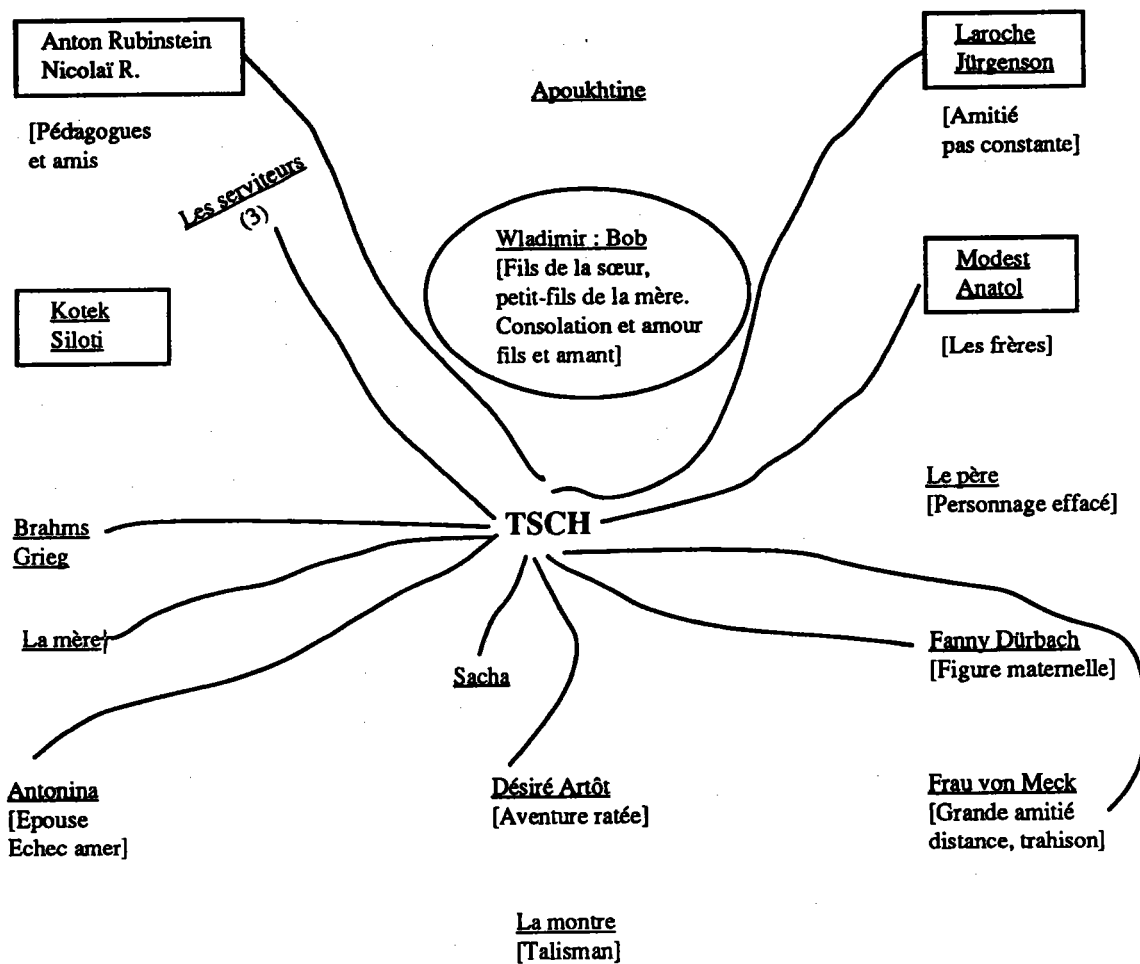 Anton Rubinstein
Nicolaï R.
[Pédagogues
et amis
Apoukhtine
Laroche
Jürgenson
[Amitié
pas constante]
Les serviteurs
(3)
Wladimir : Bob
[Fils de la sœur,
petit-fils de la mère.
Consolation et amour
fils et amant]
Modest
Anatol
[Les frères]
Kotek
Siloti
Le père
[Personnage effacé]
TSCH
Brahms
Grieg
La mère
Sacha
Fanny Dürbach
[Figure maternelle]
Antonina
[Epouse
Echec amer]
Désiré Artôt
[Aventure ratée]
Frau von Meck
[Grande amitié
distance, trahison]
La montre
[Talisman]